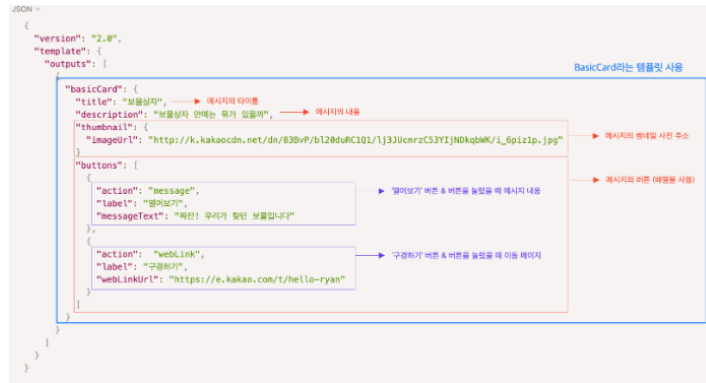 JSON
{
"version": "2.0",
"template": {
"outputs": [
BasicCard라는 템플릿 사용
{
"basicCard": {
"title": "보물상자", 메시지의 타이틀
"description": "보물상자 안에는 뭐가 있을까", 메시지의 내용
"thumbnail": {
"imageUrl": "http://k.kakaocdn.net/dn/83BvP/bl20duRC1Q1/lj3JUcmrzC53YIjNDkqbWK/i_6piz1p.jpg" 메시지의 썸네일 사진 주소
}
"buttons": [ 메시지의 버튼 (배열을 사용)
{
"action": "message", '열어보기' 버튼 & 버튼을 눌렀을 때 메시지 내용
"label": "열어보기",
"messageText": "짜잔! 우리가 찾던 보물입니다"
},
{
"action": "webLink", '구경하기' 버튼 & 버튼을 눌렀을 때 이동 페이지
"label": "구경하기",
"webLinkUrl": "https://e.kakao.com/t/hello-ryan"
}
]
}
}
]
}
}